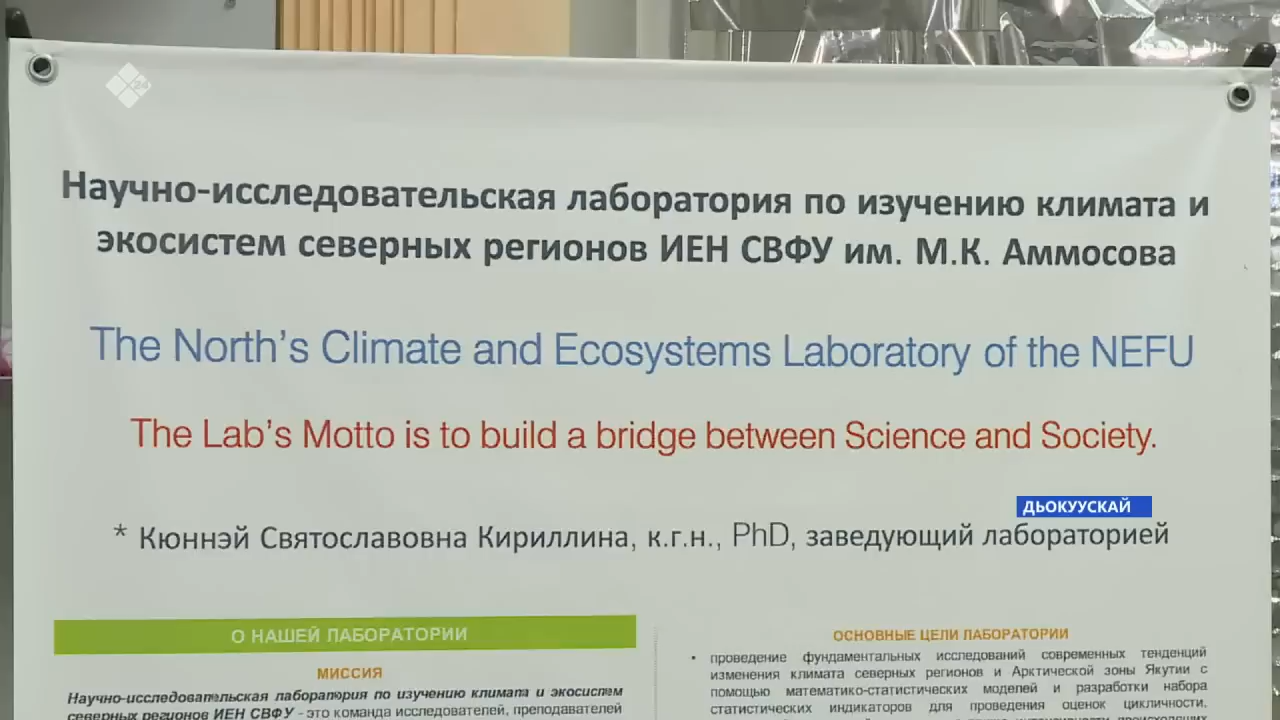 24
Научно-исследовательская лаборатория по изучению климата и
экосистем северных регионов ИЕН СВФУ им. М.К. Аммосова
The North's Climate and Ecosystems Laboratory of the NEFU
The Lab's Motto is to build a bridge between Science and Society.
ДЬОКУУСКАЙ
* Кюннэй Святославовна Кириллина, к.г.н., PhD, заведующий лабораторией
О НАШЕЙ ЛАБОРАТОРИИ
МИССИЯ
Научно-исследовательская лаборатория по изучению климата и экосистем
северных регионов ИЕН СВФУ - это команда исследователей, преподавателей
ОСНОВНЫЕ ЦЕЛИ ЛАБОРАТОРИИ
• проведение фундаментальных исследований современных тенденций
изменения климата северных регионов и Арктической зоны Якутии с
помощью математико-статистических моделей и разработки набора
статистических индикаторов для проведения оценок цикличности,